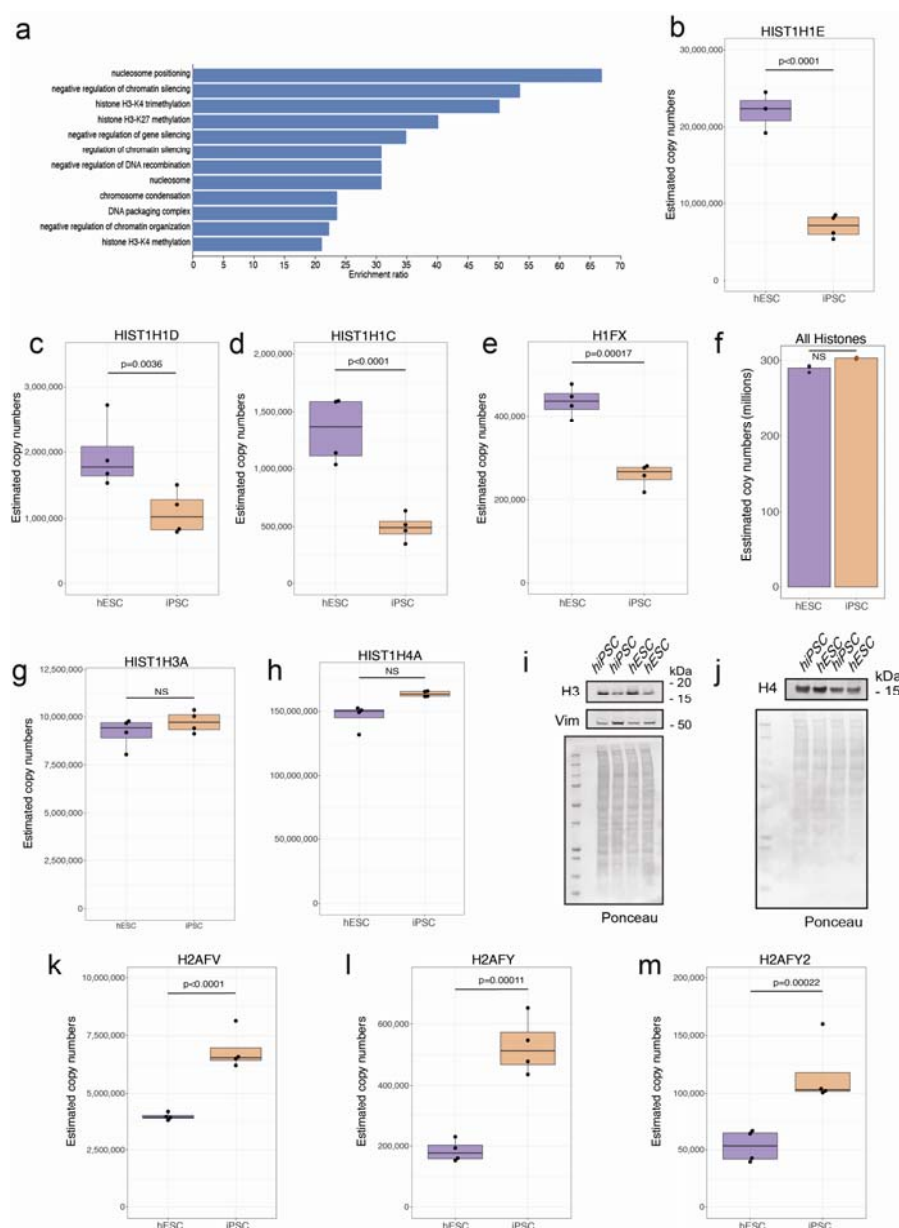 a
nucleosome positioning
negative regulation of chromatin silencing
histone H3-K4 trimethylation
histone H3-K27 methylation
negative regulation of gene silencing
regulation of chromatin silencing
negative regulation of DNA recombination
nucleosome
chromosome condensation
DNA packaging complex
negative regulation of chromatin organization
histone H3-K4 methylation
0 5 10 15 20 25 30 35 40 45 50 55 60 65 70
Enrichment ratio
b
HIST1H1E
Estimated copy numbers
30,000,000
20,000,000
10,000,000
0
p<0.0001
hESC iPSC
c
HIST1H1D
Estimated copy numbers
3,000,000
2,000,000
1,000,000
0
p=0.0036
hESC iPSC
d
HIST1H1C
Estimated copy numbers
2,000,000
1,500,000
1,000,000
500,000
0
p<0.0001
hESC iPSC
e
H1FX
Estimated copy numbers
400,000
200,000
0
p=0.00017
hESC iPSC
f
All Histones
Esstimated coy numbers (millions)
300
200
100
0
NS
hESC iPSC
g
HIST1H3A
Estimated copy numbers
12,500,000
10,000,000
7,500,000
5,000,000
2,500,000
0
NS
hESC iPSC
h
HIST1H4A
150,000,000
100,000,000
50,000,000
0
NS
hESC iPSC
i
hiPSC hiPSC hESC hESC
kDa
H3
- 20
- 15
Vim
- 50
Ponceau
j
hiPSC hESC hiPSC hESC
kDa
H4
- 15
Ponceau
k
H2AFV
Estimated copy numbers
10,000,000
7,500,000
5,000,000
2,500,000
0
p<0.0001
hESC iPSC
l
H2AFY
Estimated copy numbers
600,000
400,000
200,000
0
p=0.00011
hESC iPSC
m
H2AFY2
Estimated copy numbers
200,000
150,000
100,000
50,000
0
p=0.00022
hESC iPSC